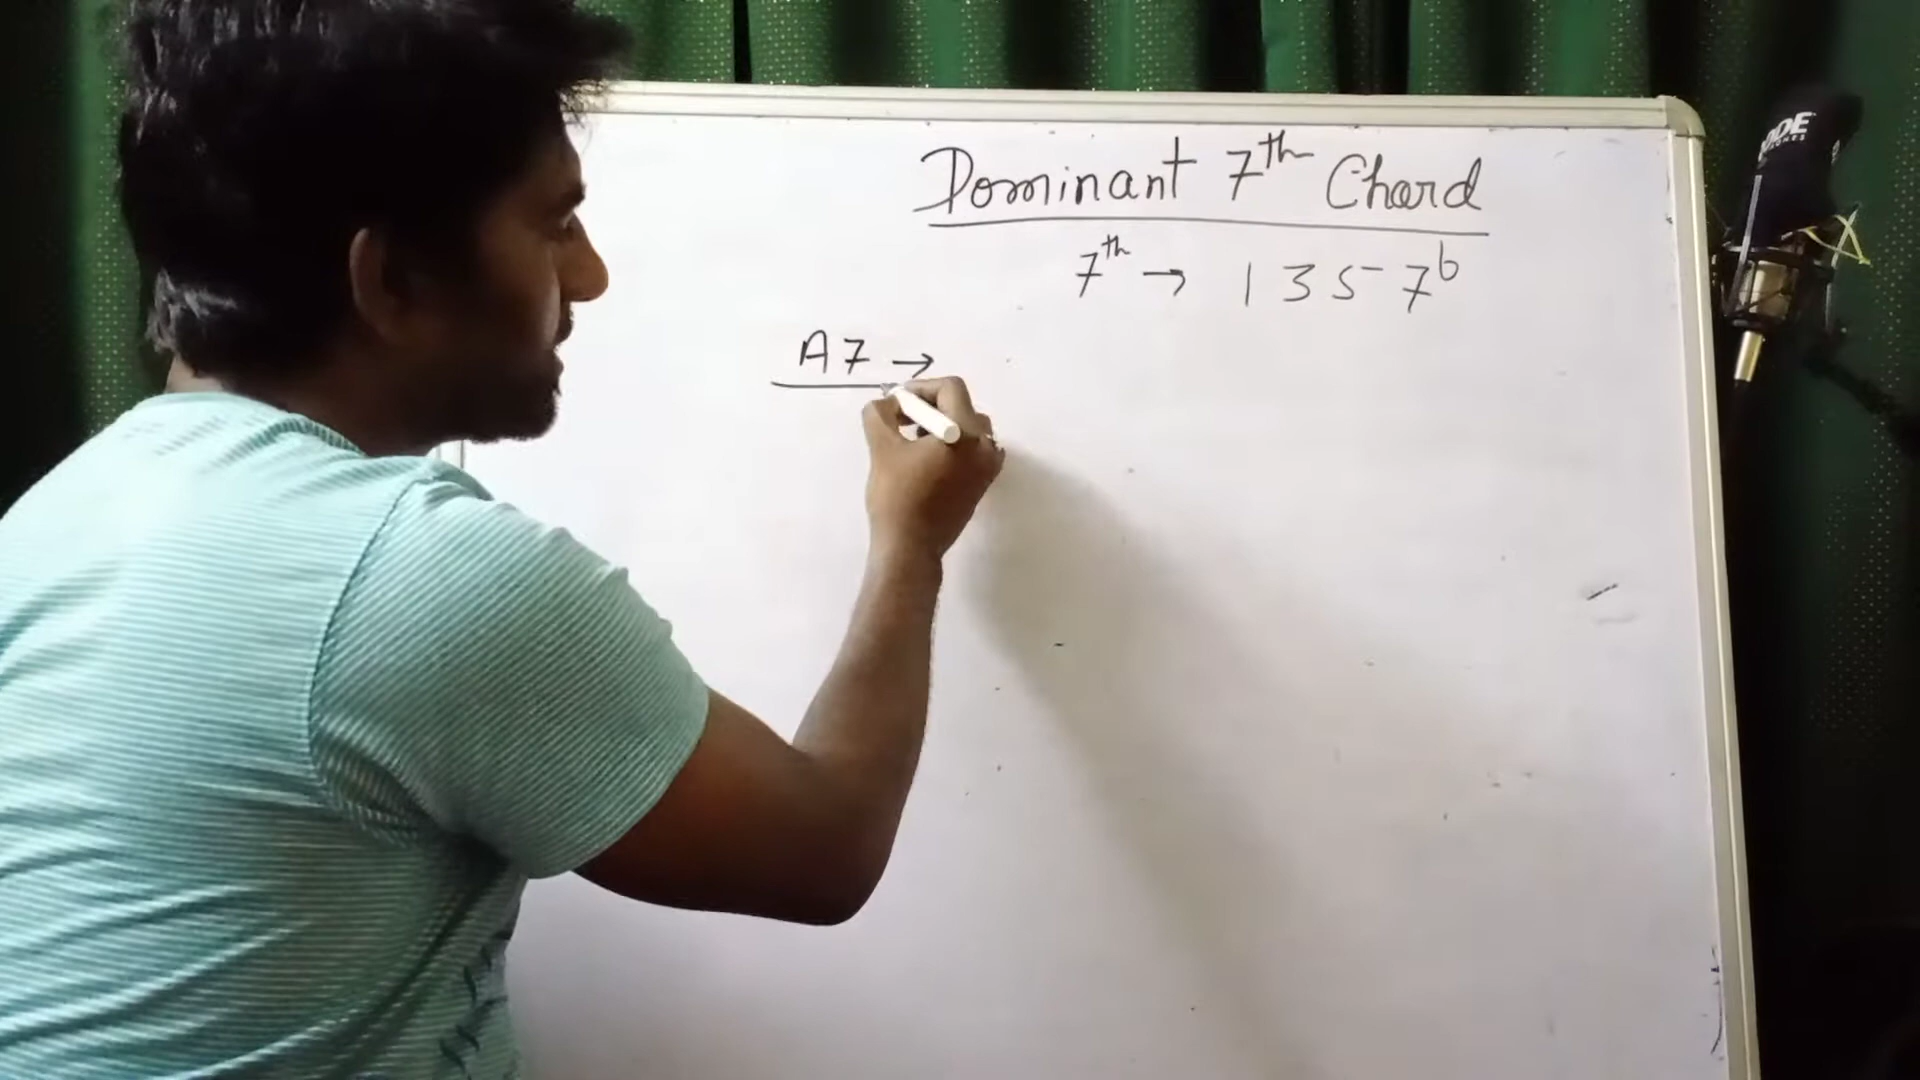 Dominant 7th Chord
7th → 1 3 5 7b
A7 →